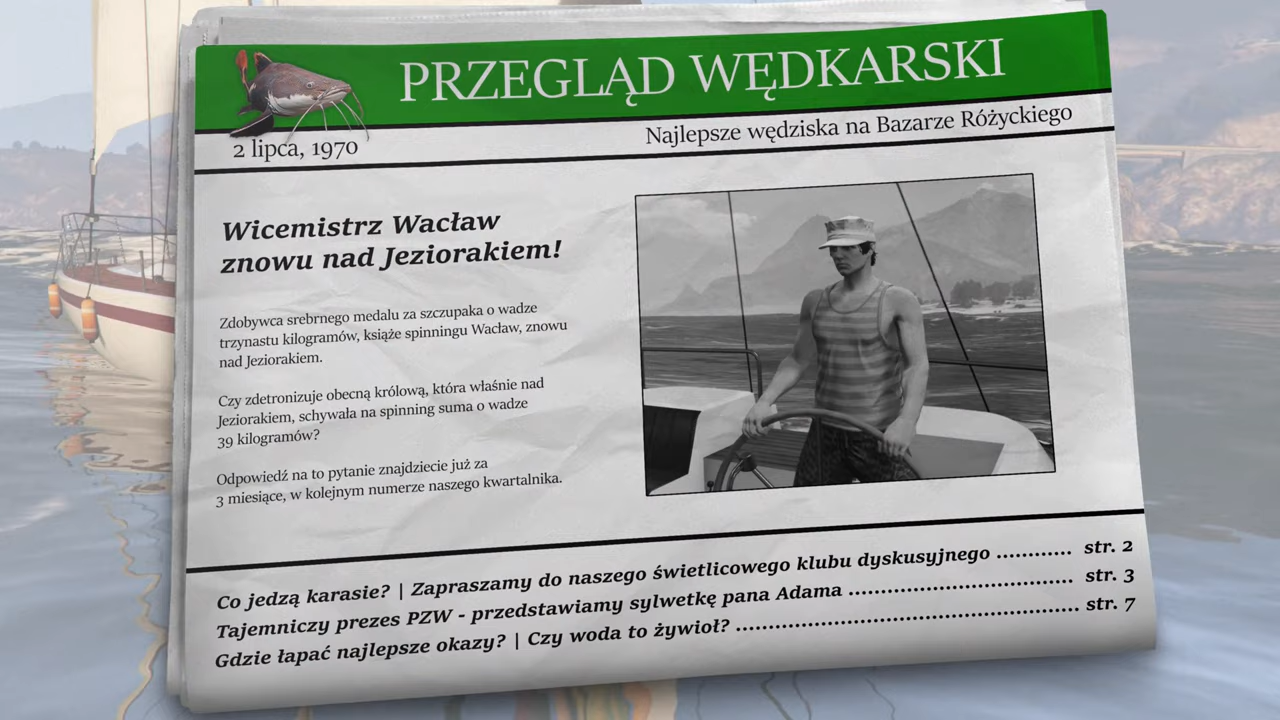 PRZEGLĄD WĘDKARSKI
2 lipca, 1970
Najlepsze wędziska na Bazarze Różyckiego
Wicemistrz Wacław
znowu nad Jeziorakiem!
Zdobywca srebrnego medalu za szczupaka o wadze
trzynastu kilogramów, książe spinningu Wacław, znowu
nad Jeziorakiem.
Czy zdetronizuje obecną królową, która właśnie nad
Jeziorakiem, schywała na spinning suma o wadze
39 kilogramów?
Odpowiedź na to pytanie znajdziecie już za
3 miesiące, w kolejnym numerze naszego kwartalnika.
Co jedzą karasie? | Zapraszamy do naszego świetlicowego klubu dyskusyjnego ............ str. 2
Tajemniczy prezes PZW - przedstawiamy sylwetkę pana Adama ............................ str. 3
Gdzie łapać najlepsze okazy? | Czy woda to żywioł? ........................................... str. 7